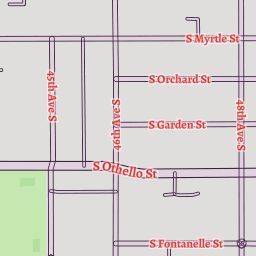 S Myrtle St
45th Ave S
S Orchard St
46th Ave S
48th Ave S
S Garden St
S Othello St
S Fontanelle St